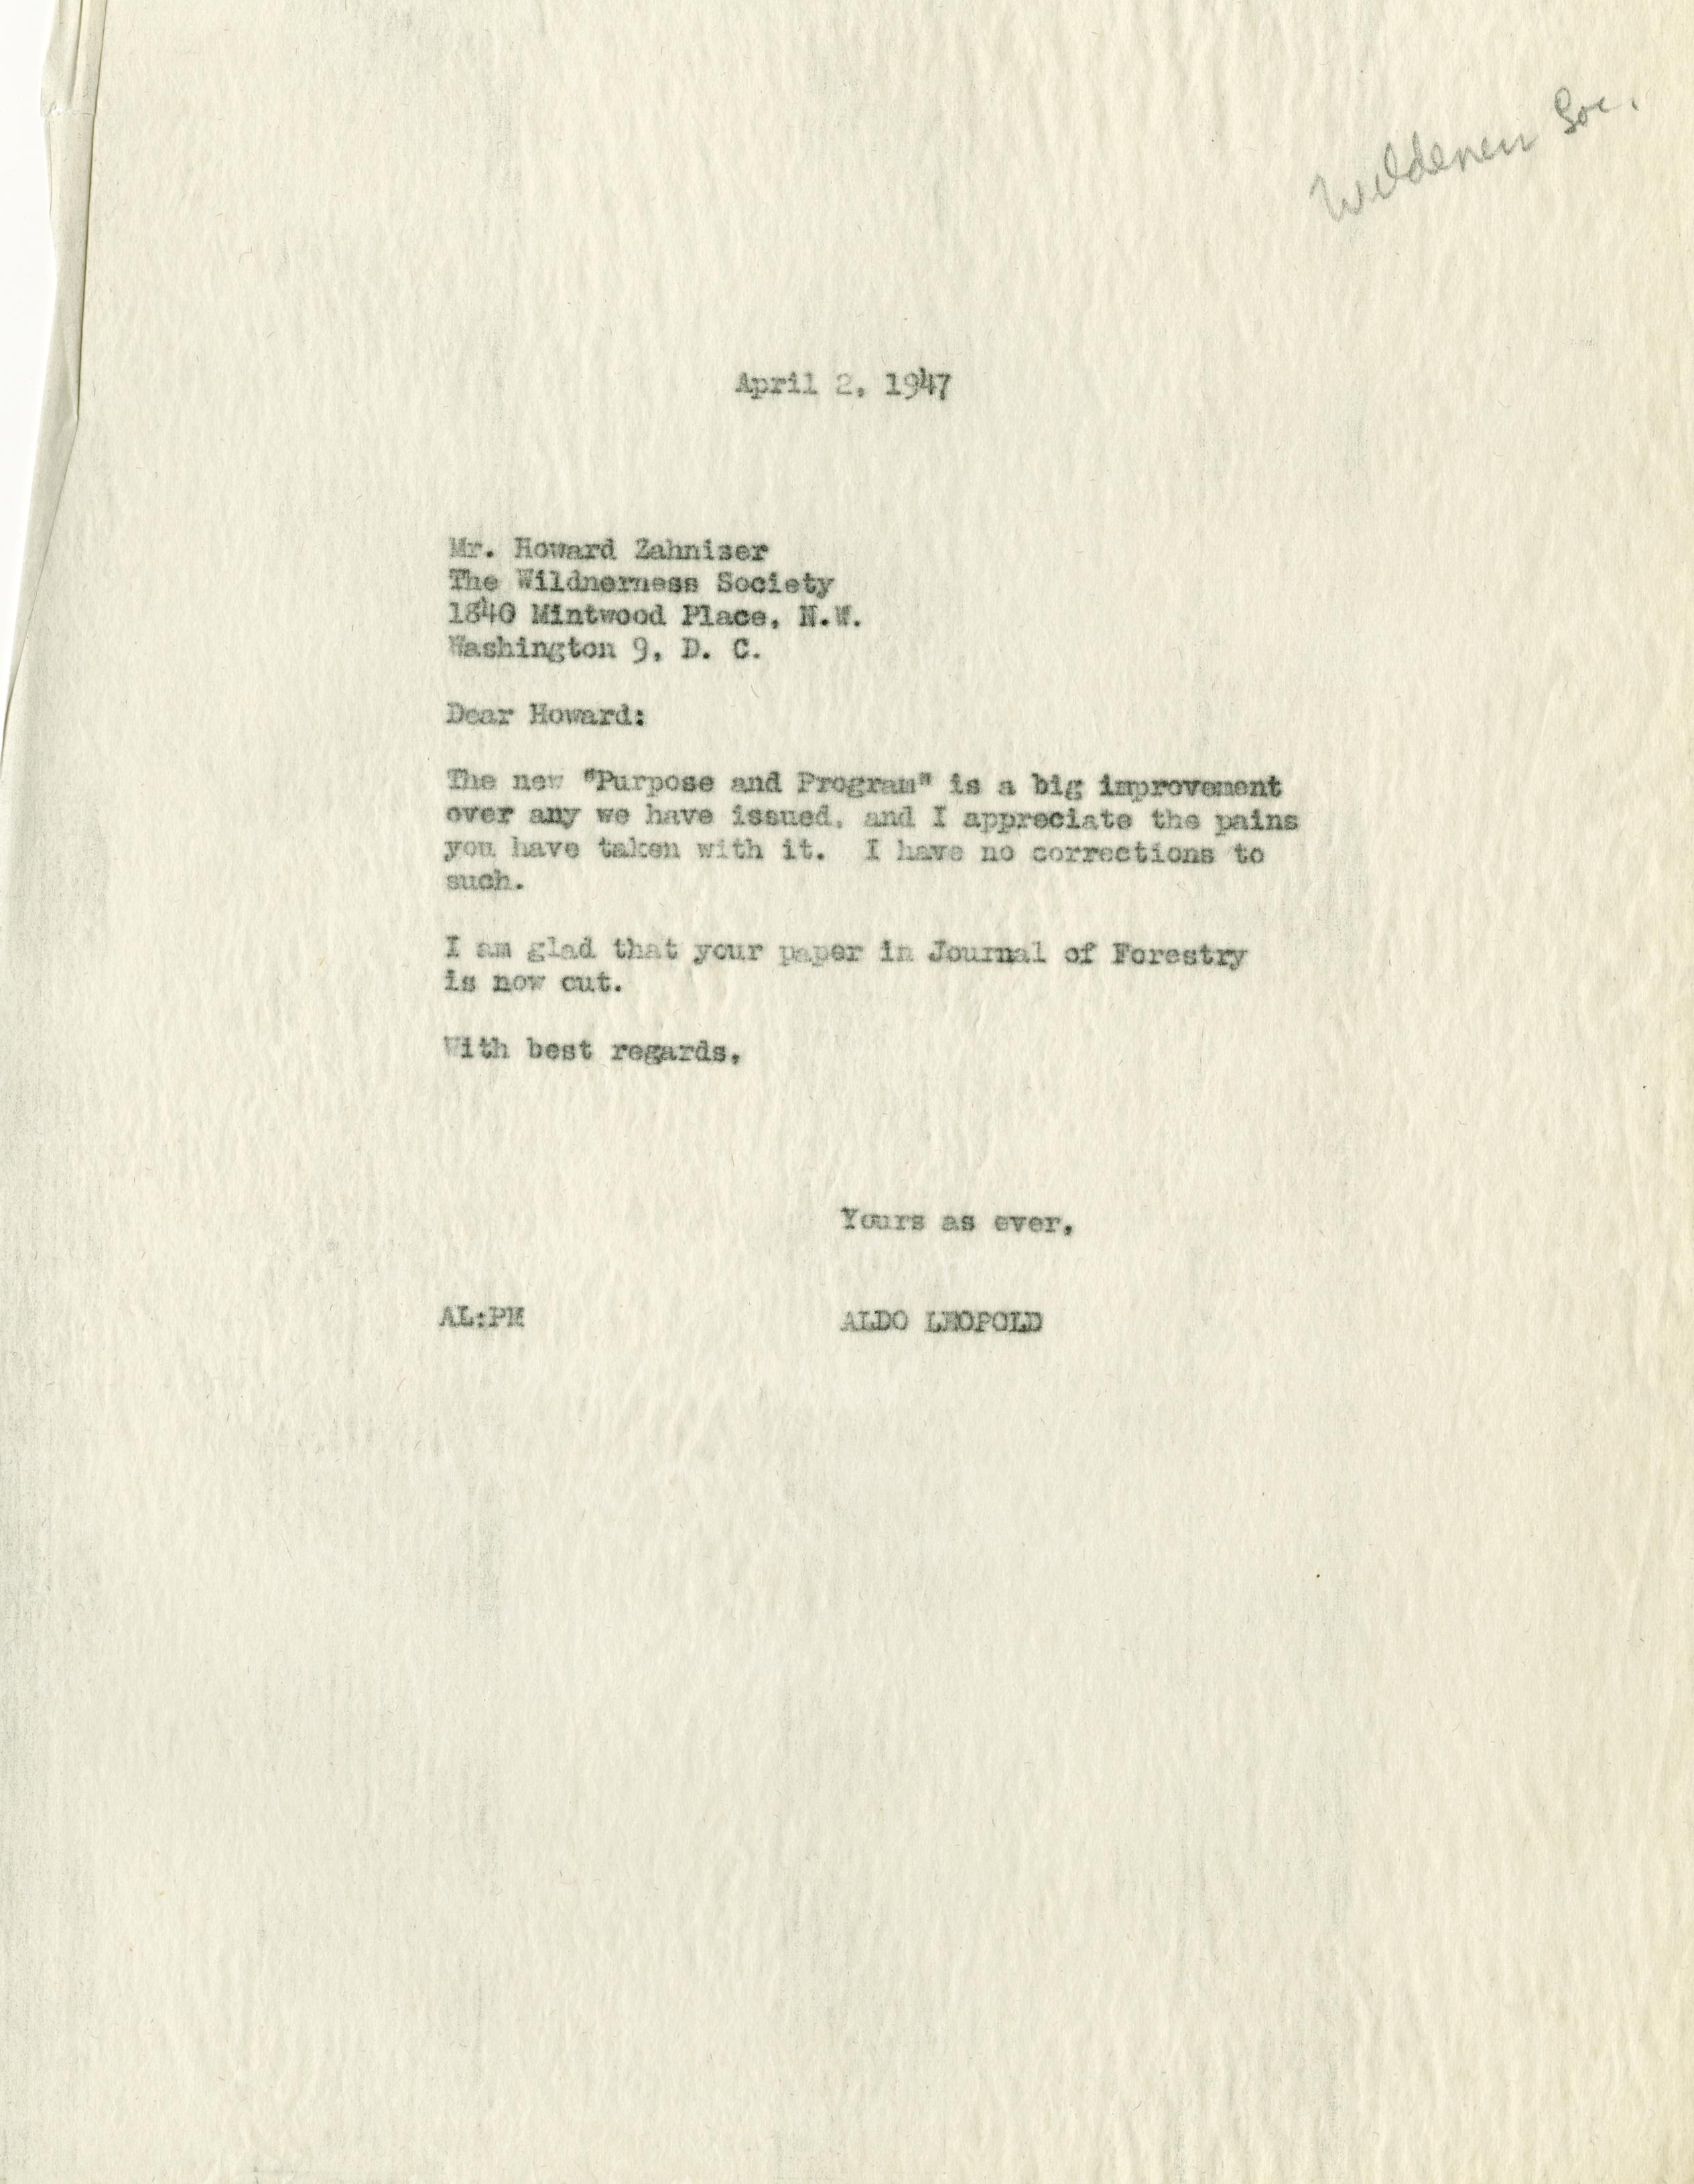 Wilderness Soc.
April 2, 1947
Mr. Howard Zahniser
The Wildnerness Society
1840 Mintwood Place, N.W.
Washington 9, D. C.
Dear Howard:
The new "Purpose and Program" is a big improvement
over any we have issued, and I appreciate the pains
you have taken with it.  I have no corrections to
such.
I am glad that your paper in Journal of Forestry
is now out.
With best regards,
Yours as ever,
AL:PM ALDO LEOPOLD